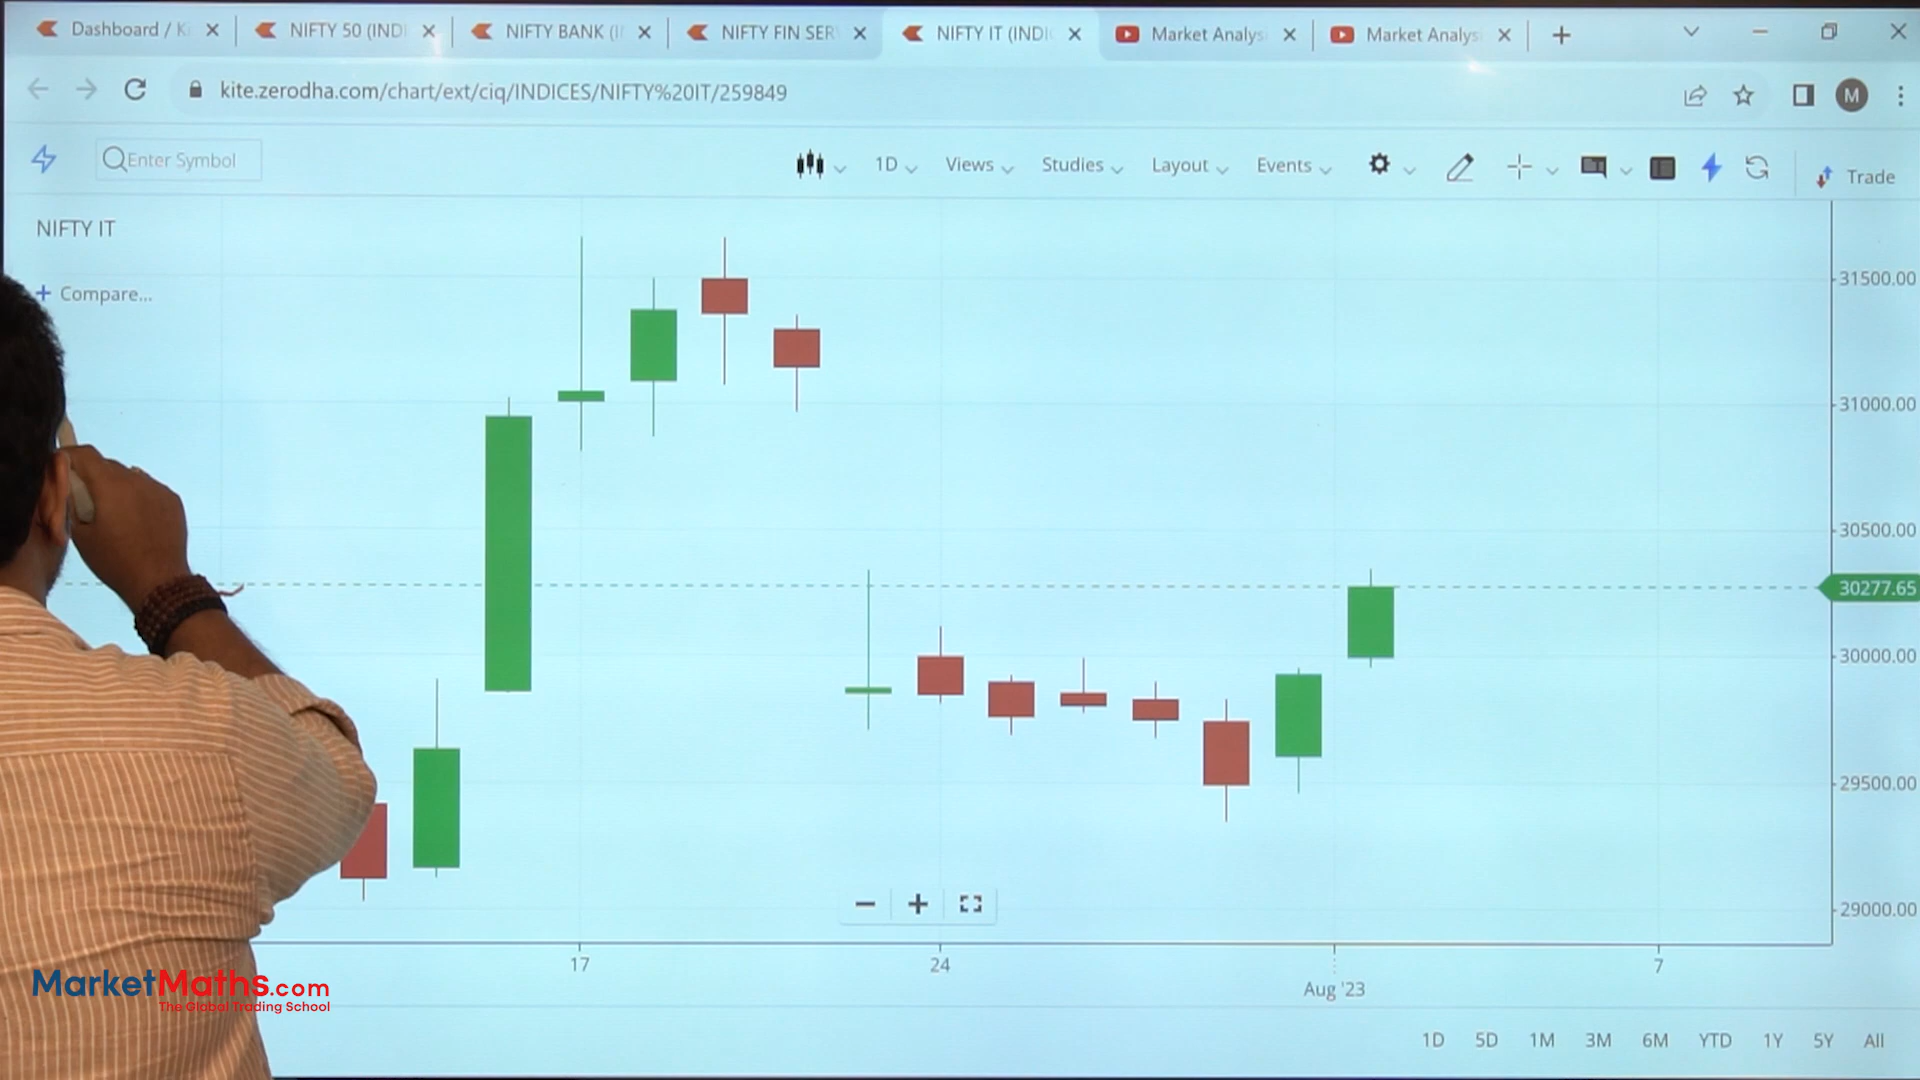 Dashboard / Ki
NIFTY 50 (INDI
NIFTY BANK (I
NIFTY FIN SER
NIFTY IT (INDI
Market Analys
Market Analys
kite.zerodha.com/chart/ext/ciq/INDICES/NIFTY%20IT/259849
M
Enter Symbol
1D
Views
Studies
Layout
Events
Trade
NIFTY IT
+ Compare...
31500.00
31000.00
30500.00
30277.65
30000.00
29500.00
29000.00
17
24
7
Aug '23
MarketMaths.com
The Global Trading School
1D 5D 1M 3M 6M YTD 1Y 5Y All